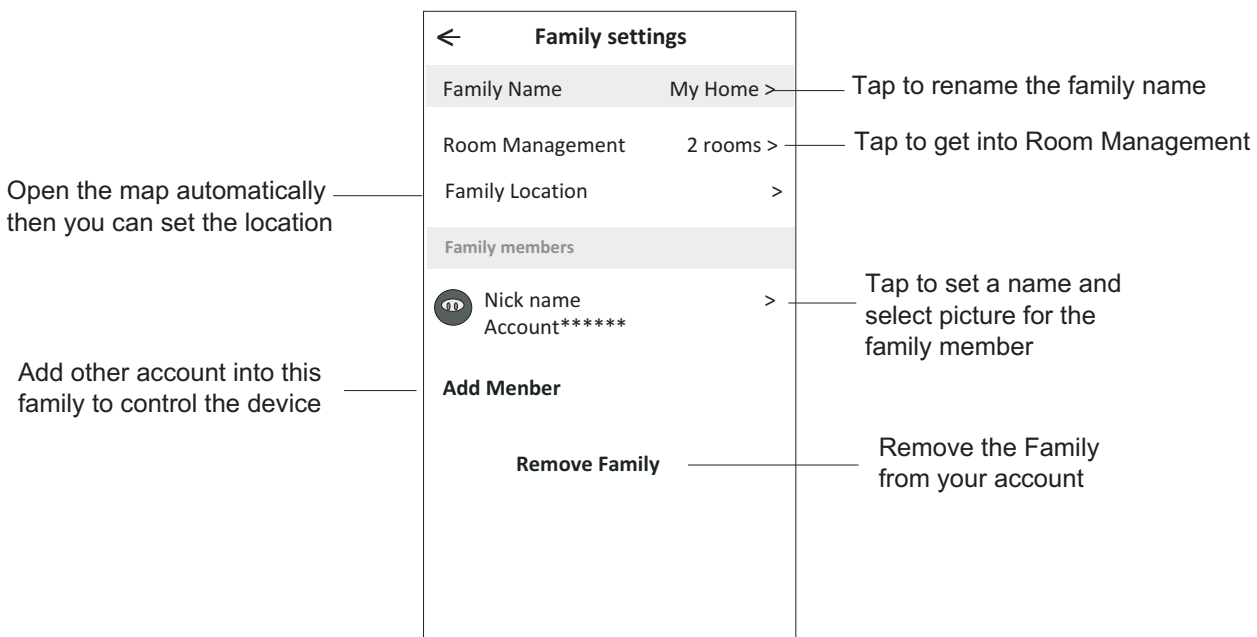 Family settings
Family Name My Home >
Tap to rename the family name
Room Management 2 rooms >
Tap to get into Room Management
Open the map automatically
then you can set the location
Family Location >
Family members
Nick name >
Account******
Tap to set a name and
select picture for the
family member
Add other account into this
family to control the device
Add Menber
Remove Family
Remove the Family
from your account